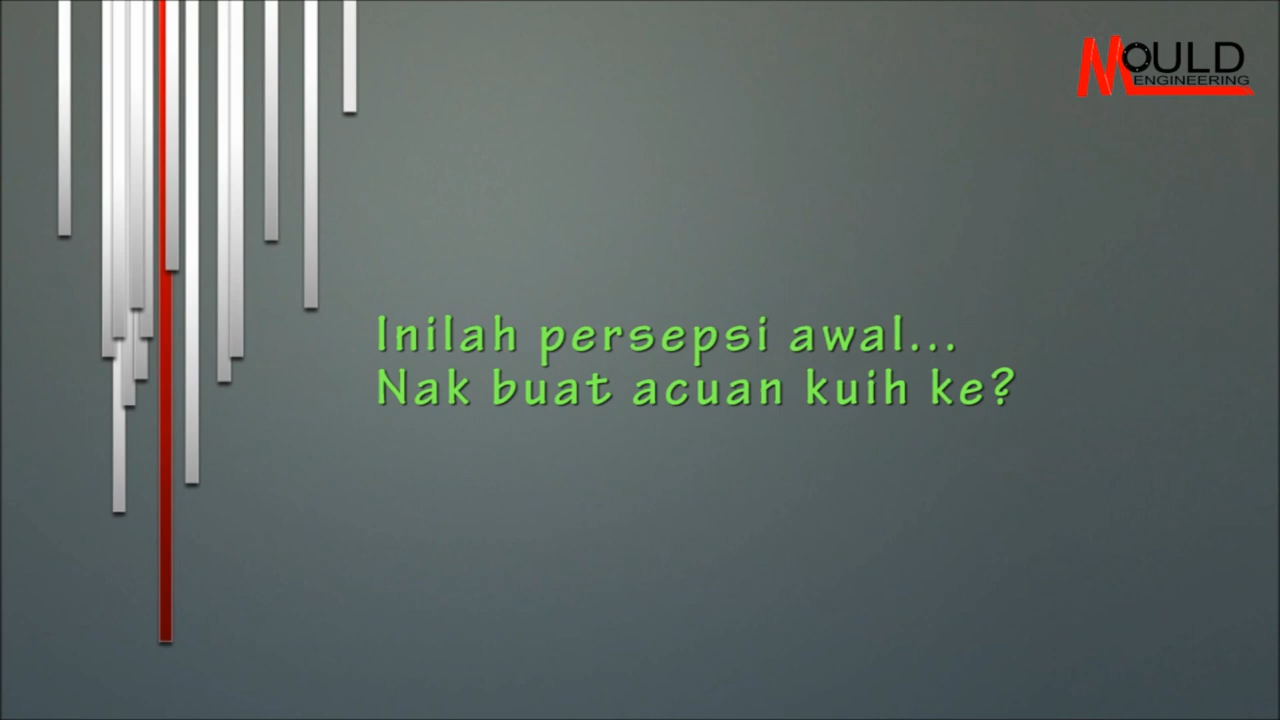 MOULD
ENGINEERING
Inilah persepsi awal...
Nak buat acuan kuih ke?